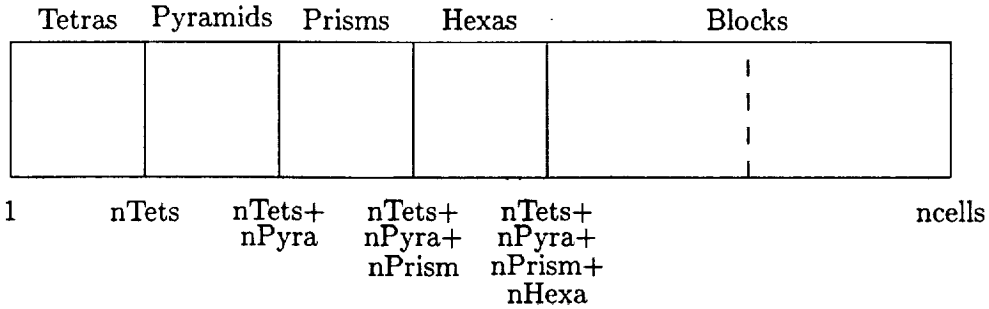 Tetras Pyramids Prisms Hexas Blocks
1 nTets nTets+ nTets+ nTets+ ncells
nPyra nPyra+ nPyra+
nPrism nPrism+
nHexa